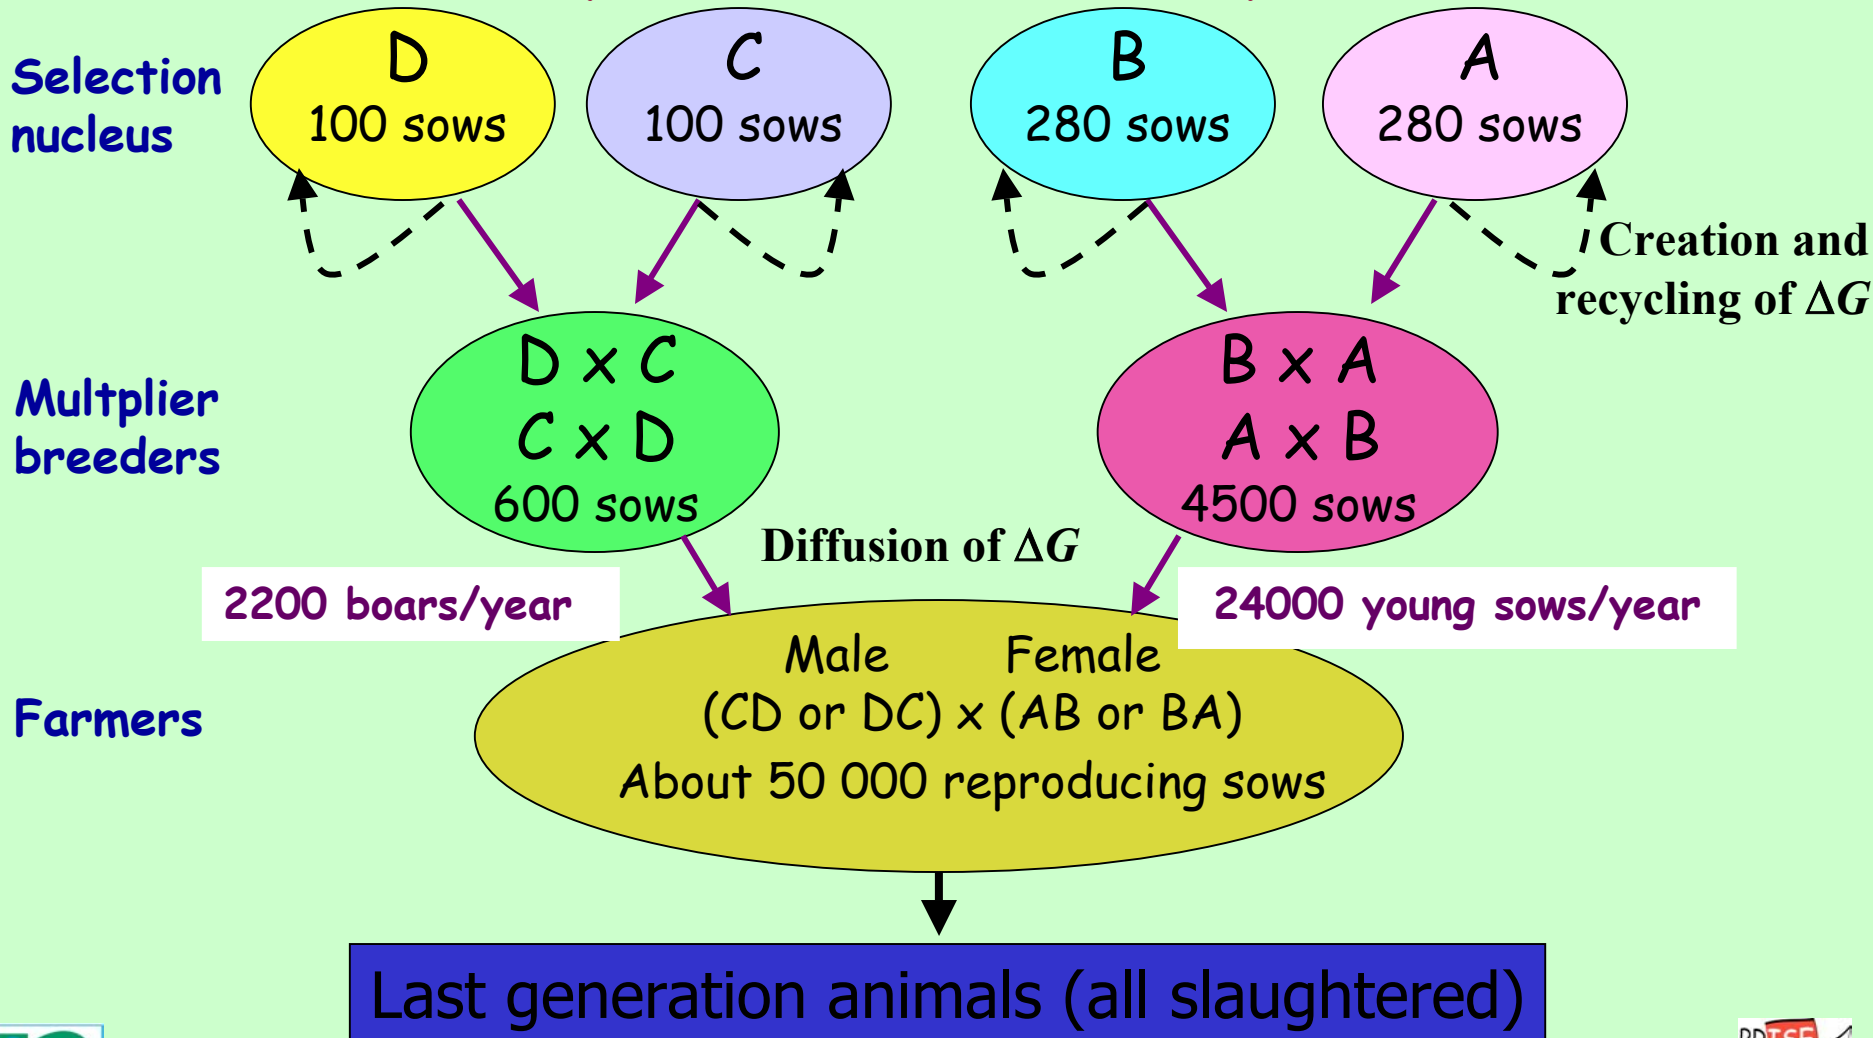 D
100 sows
C
100 sows
B
280 sows
A
280 sows
Selection
nucleus
Creation and
recycling of ΔG
Multplier
breeders
D x C
C x D
600 sows
B x A
A x B
4500 sows
Diffusion of ΔG
2200 boars/year
24000 young sows/year
Farmers
Male Female
(CD or DC) x (AB or BA)
About 50 000 reproducing sows
Last generation animals (all slaughtered)